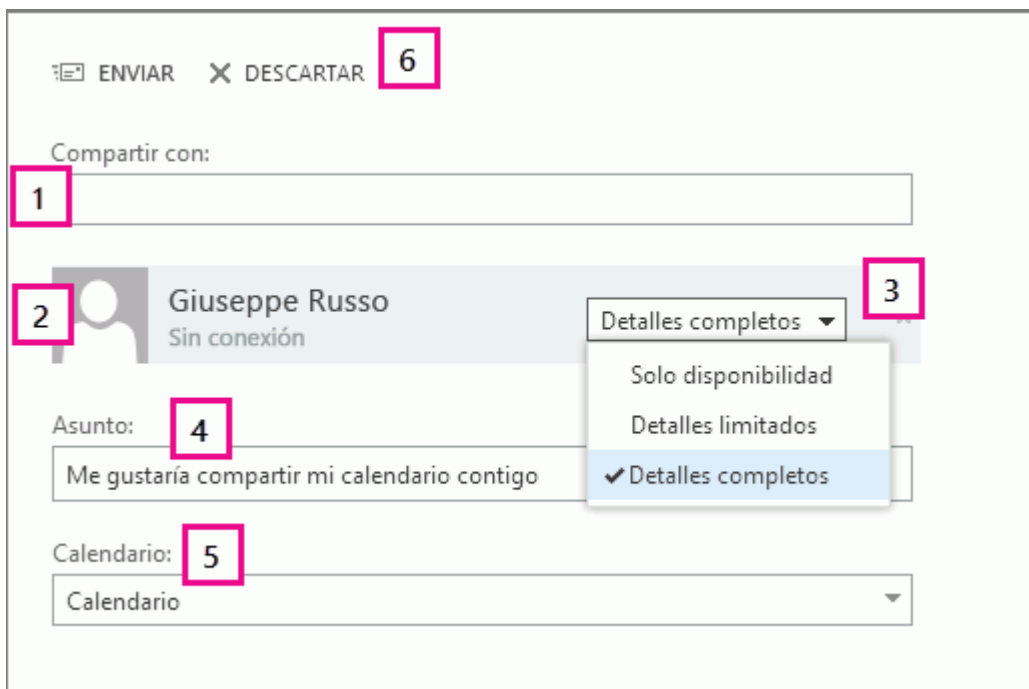 ENVIAR DESCARTAR 6
Compartir con:
1
2 Giuseppe Russo Detalles completos 3
Sin conexión
Solo disponibilidad
Detalles limitados
Detalles completos
Asunto: 4
Me gustaría compartir mi calendario contigo
Calendario: 5
Calendario